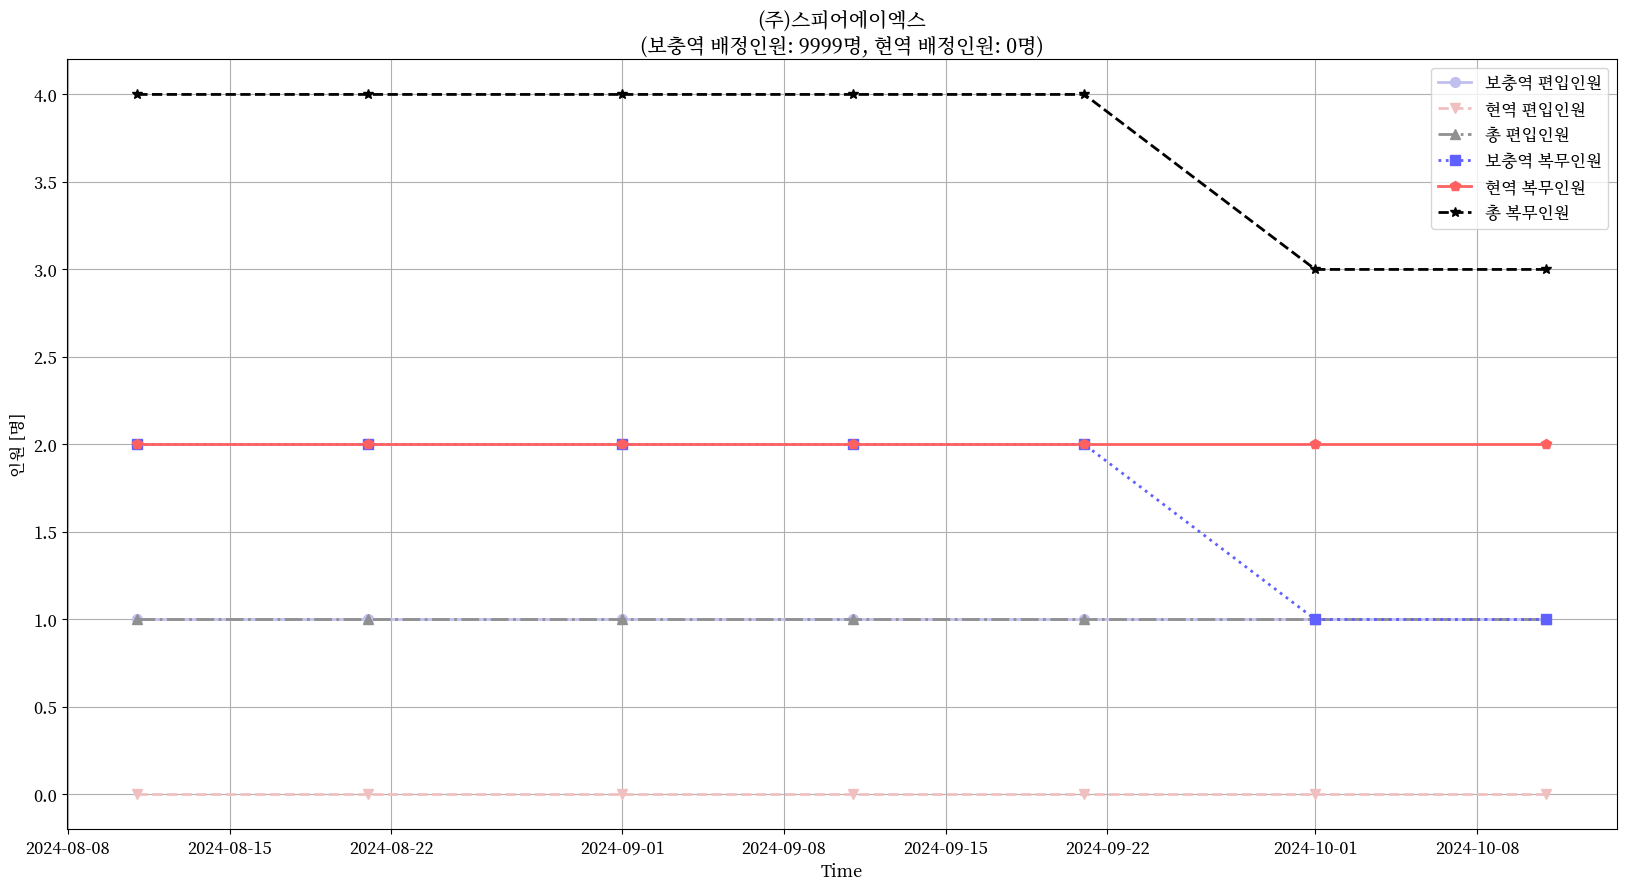 (주)스피어에이엑스
(보충역 배정인원: 9999명, 현역 배정인원: 0명)
보충역 편입인원
현역 편입인원
총 편입인원
보충역 복무인원
현역 복무인원
총 복무인원
인원 [명]
4.0
3.5
3.0
2.5
2.0
1.5
1.0
0.5
0.0
2024-08-08 2024-08-15 2024-08-22 2024-09-01 2024-09-08 2024-09-15 2024-09-22 2024-10-01 2024-10-08
Time